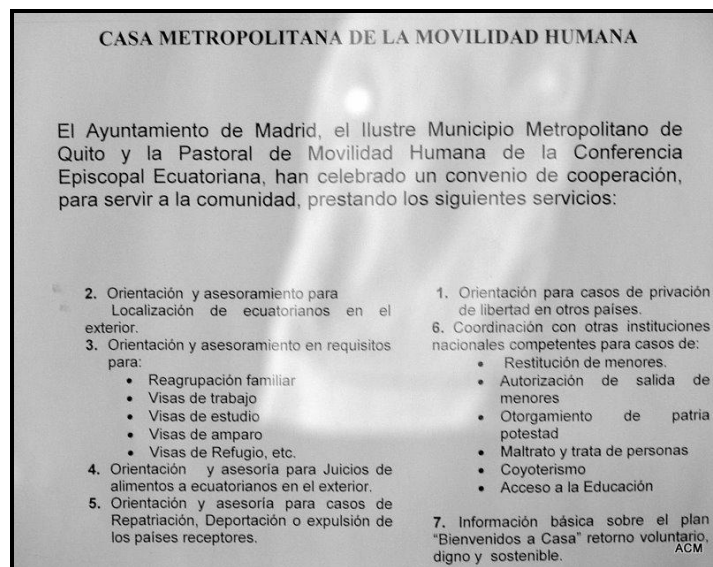 CASA METROPOLITANA DE LA MOVILIDAD HUMANA
El Ayuntamiento de Madrid, el Ilustre Municipio Metropolitano de
Quito y la Pastoral de Movilidad Humana de la Conferencia
Episcopal Ecuatoriana, han celebrado un convenio de cooperación,
para servir a la comunidad, prestando los siguientes servicios:
2. Orientación y asesoramiento para
Localización de ecuatorianos en el
exterior.
3. Orientación y asesoramiento en requisitos
para:
• Reagrupación familiar
• Visas de trabajo
• Visas de estudio
• Visas de amparo
• Visas de Refugio, etc.
4. Orientación y asesoría para Juicios de
alimentos a ecuatorianos en el exterior.
5. Orientación y asesoría para casos de
Repatriación, Deportación o expulsión de
los países receptores.
1. Orientación para casos de privación
de libertad en otros países.
6. Coordinación con otras instituciones
nacionales competentes para casos de:
• Restitución de menores.
• Autorización de salida de
menores
• Otorgamiento de patria
potestad
• Maltrato y trata de personas
• Coyoterismo
• Acceso a la Educación
7. Información básica sobre el plan
“Bienvenidos a Casa” retorno voluntario,
digno y sostenible.
ACM